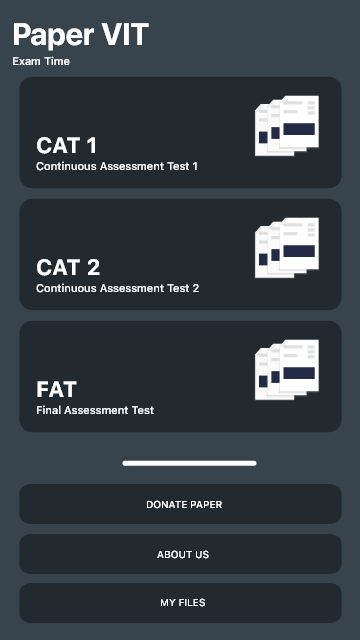 Paper VIT
Exam Time
CAT 1
Continuous Assessment Test 1
CAT 2
Continuous Assessment Test 2
FAT
Final Assessment Test
DONATE PAPER
ABOUT US
MY FILES